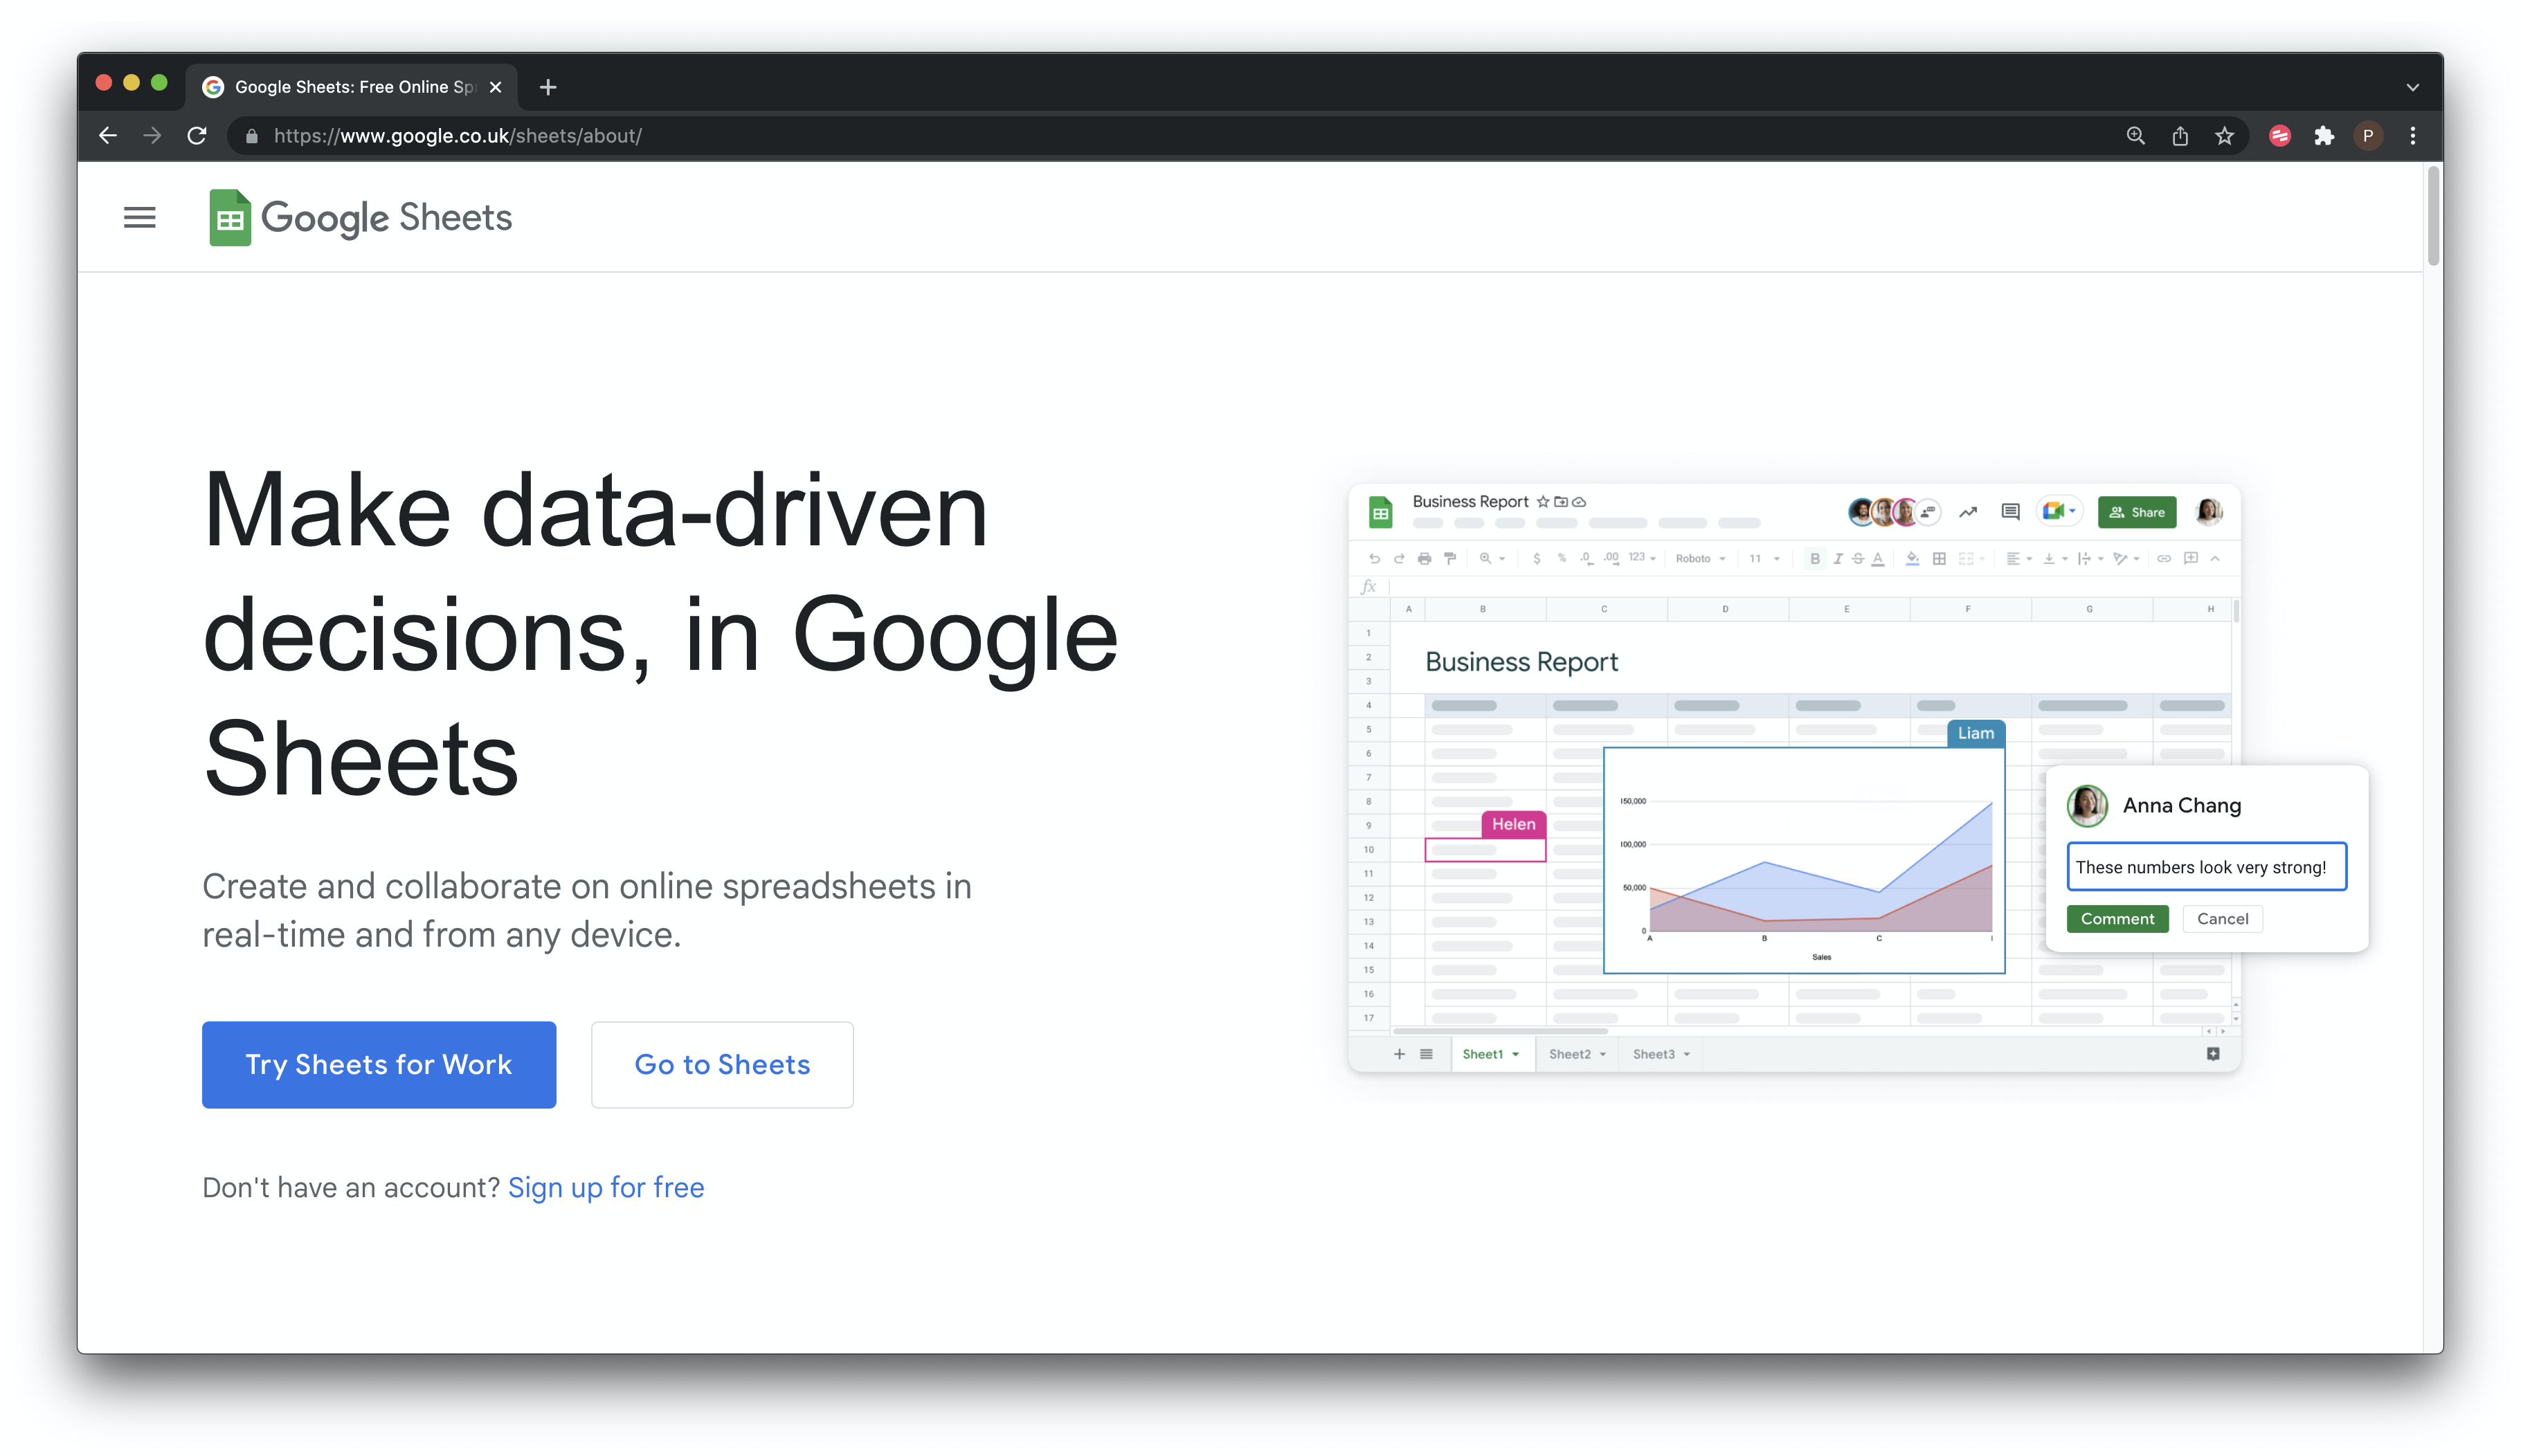 Google Sheets: Free Online Sp
https://www.google.co.uk/sheets/about/
P
Google Sheets
Make data-driven
decisions, in Google
Sheets
Create and collaborate on online spreadsheets in
real-time and from any device.
Try Sheets for Work
Go to Sheets
Don't have an account? Sign up for free
Business Report
Share
$ % .0 .00 123 Roboto 11 B I S A
fx
A B C D E F G H
1
2
Business Report
3
4
5
Liam
6
7
8
Helen
9
10
11
12
13
14
15
16
17
150,000
100,000
50,000
0
A B C
Sales
Anna Chang
These numbers look very strong!
Comment Cancel
Sheet1 Sheet2 Sheet3